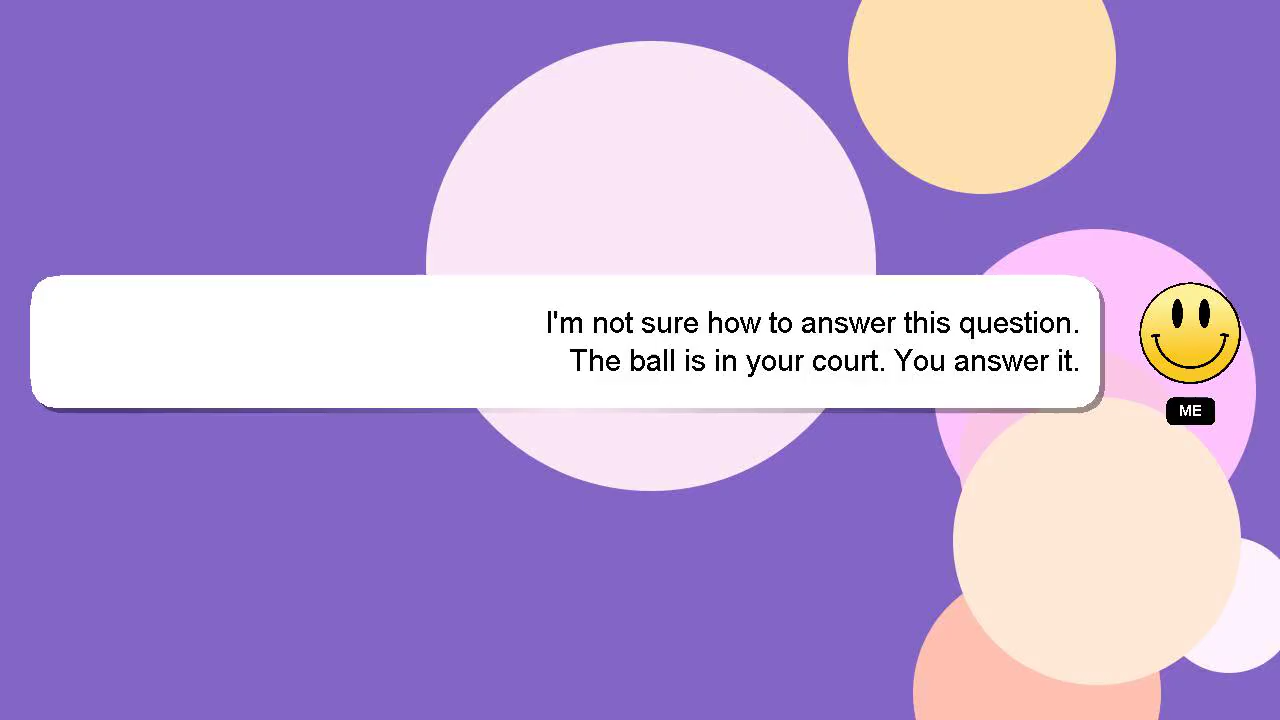 I'm not sure how to answer this question.
The ball is in your court. You answer it.
ME